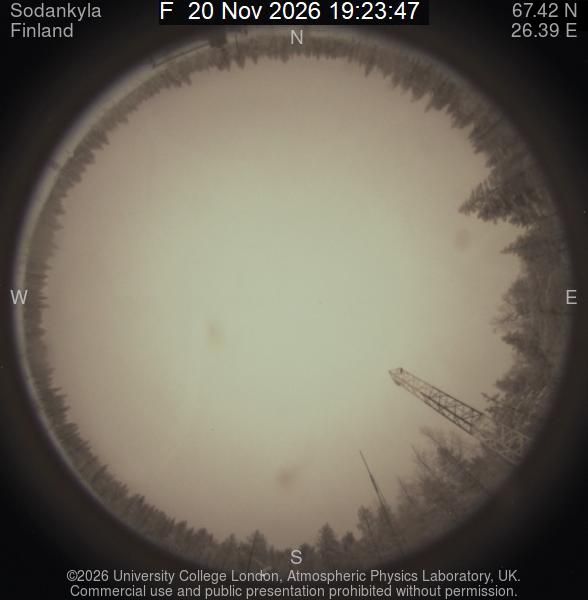 Sodankyla
Finland
F 20 Nov 2026 19:23:47
67.42 N
26.39 E
N
W
E
S
©2026 University College London, Atmospheric Physics Laboratory, UK.
Commercial use and public presentation prohibited without permission.